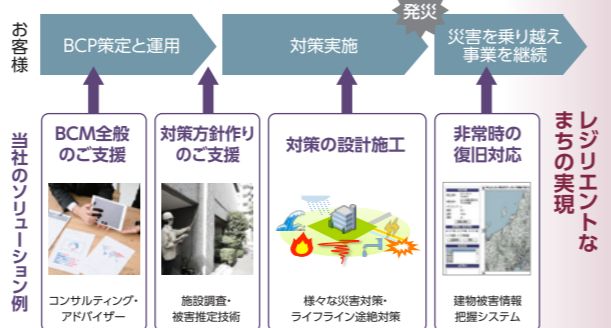 発災
お客様
BCP策定と運用
対策実施
災害を乗り越え
事業を継続
レジリエントな
まちの実現
当社のソリューション例
BCM全般
のご支援
対策方針作り
のご支援
対策の設計施工
非常時の
復旧対応
コンサルティング・
アドバイザー
施設調査・
被害推定技術
様々な災害対策・
ライフライン途絶対策
建物被害情報
把握システム